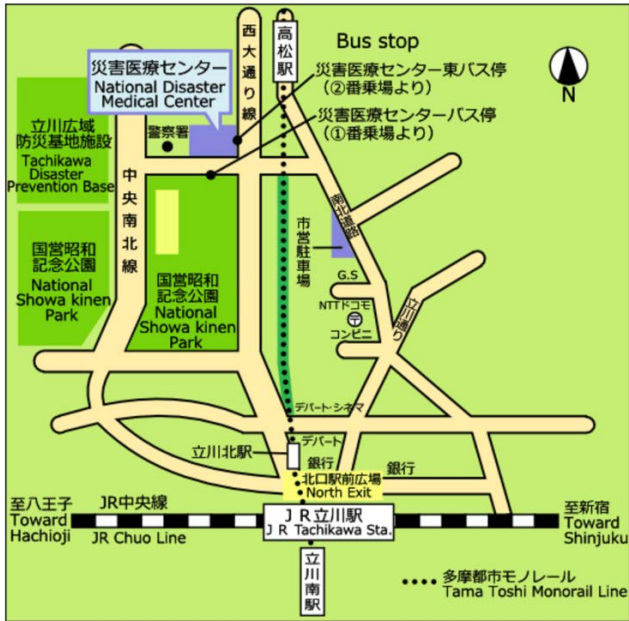 高松駅
西大通り線
Bus stop
災害医療センター
National Disaster
Medical Center
災害医療センター東バス停
(②番乗場より)
災害医療センターバス停
(①番乗場より)
N
立川広域
防災基地施設
Tachikawa
Disaster
Prevention Base
警察署
中央南北線
南北道路
市営駐車場
国営昭和
記念公園
National
Showa kinen
Park
国営昭和
記念公園
National
Showa kinen
Park
G.S
NTTドコモ
〒
コンビニ
立川通り
デパート・シネマ
デパート
立川北駅
銀行
銀行
北口駅前広場
North Exit
至八王子
Toward
Hachioji
JR中央線
JR Chuo Line
JR立川駅
JR Tachikawa Sta.
至新宿
Toward
Shinjuku
立川南駅
多摩都市モノレール
Tama Toshi Monorail Line